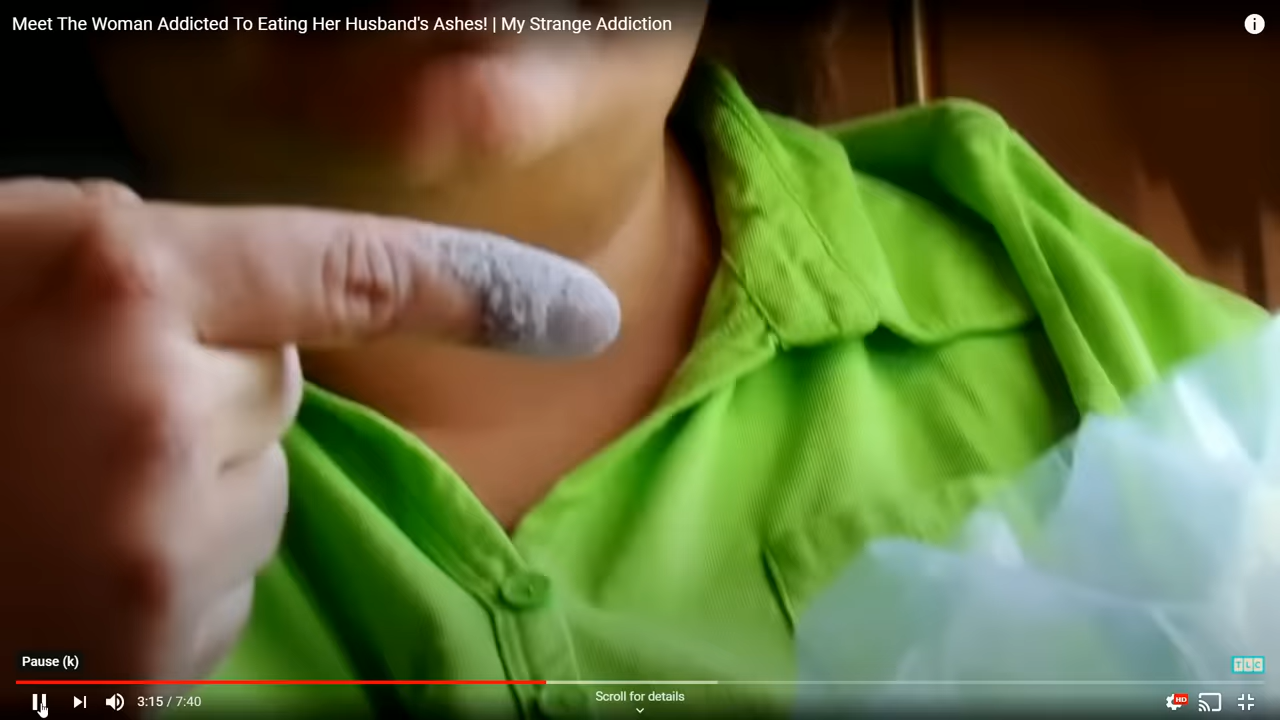 Meet The Woman Addicted To Eating Her Husband's Ashes! | My Strange Addiction
Pause (k)
TLC
3:15 / 7:40
Scroll for details
HD